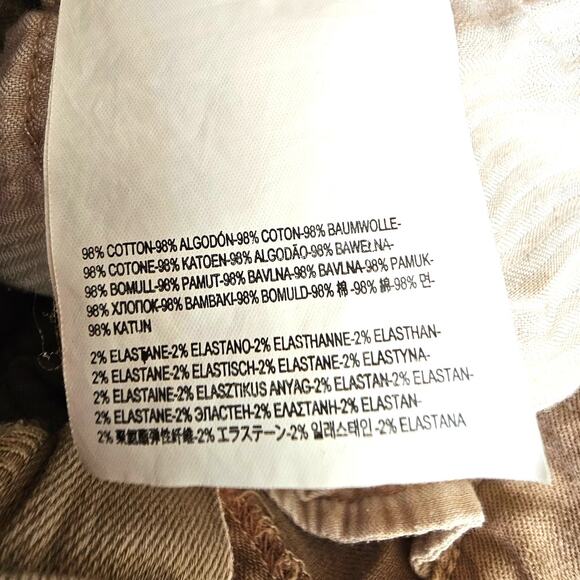 98% COTTON-98% ALGODÓN-98% COTON-98% BAUMWOLLE-
98% COTONE-98% KATOEN-98% ALGODÃO-98% BAWEŁNA-
98% BOMULL-98% PAMUT-98% BAVLNA-98% BAVLNA-98% PAMUK-
98% ХЛОПОК-98% ΒΑΜΒΑΚΙ-98% BOMULD-98% 棉 -98% 綿-98% 면-
98% KATUN
2% ELASTANE-2% ELASTANO-2% ELASTHANNE-2% ELASTHAN-
2% ELASTANE-2% ELASTISCH-2% ELASTANE-2% ELASTYNA-
2% ELASTAINE-2% ELASZTIKUS ANYAG-2% ELASTAN-2% ELASTAN-
2% ELASTANE-2% ЭЛАСТЕН-2% ΕΛΑΣΤΑΝΗ-2% ELASTAN-
2% 聚氨酯弹性纤维-2% エラステーン-2% 일래스테인 -2% ELASTANA